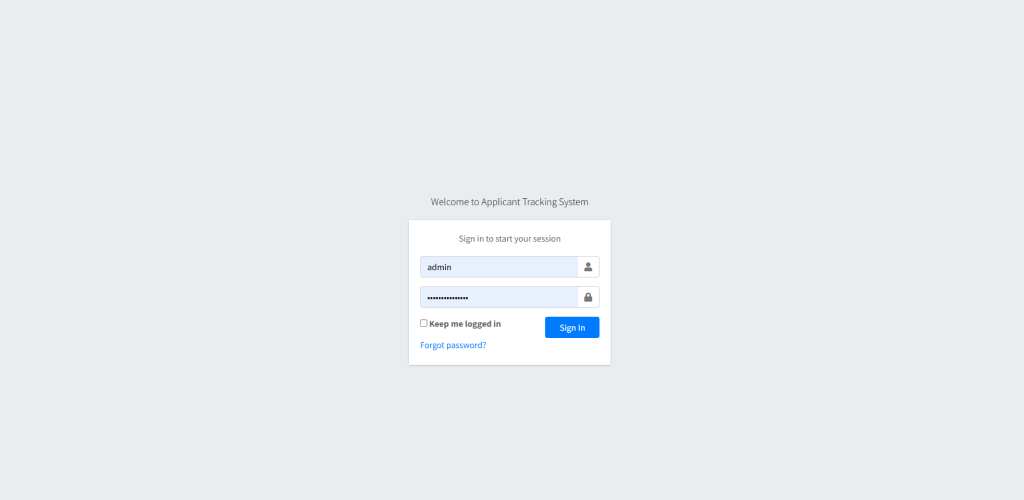 Welcome to Applicant Tracking System
Sign in to start your session
admin
•••••••••••••••
Keep me logged in
Sign In
Forgot password?